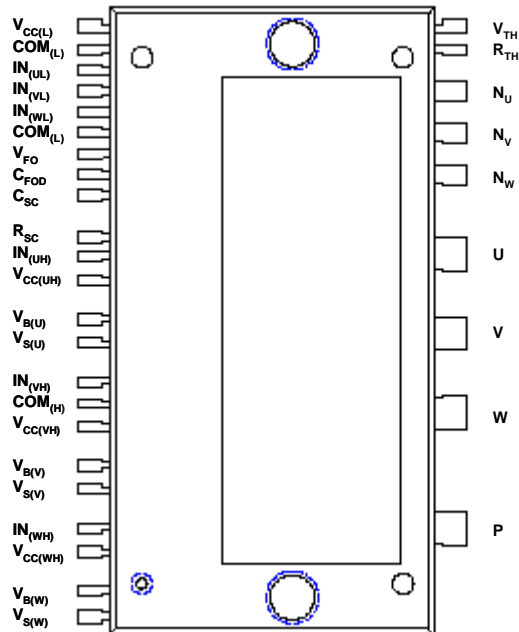 VCC(L)
COM(L)
IN(UL)
IN(VL)
IN(WL)
COM(L)
VFO
CFOD
CSC
RSC
IN(UH)
VCC(UH)
VB(U)
VS(U)
IN(VH)
COM(H)
VCC(VH)
VB(V)
VS(V)
IN(WH)
VCC(WH)
VB(W)
VS(W)
VTH
RTH
NU
NV
NW
U
V
W
P